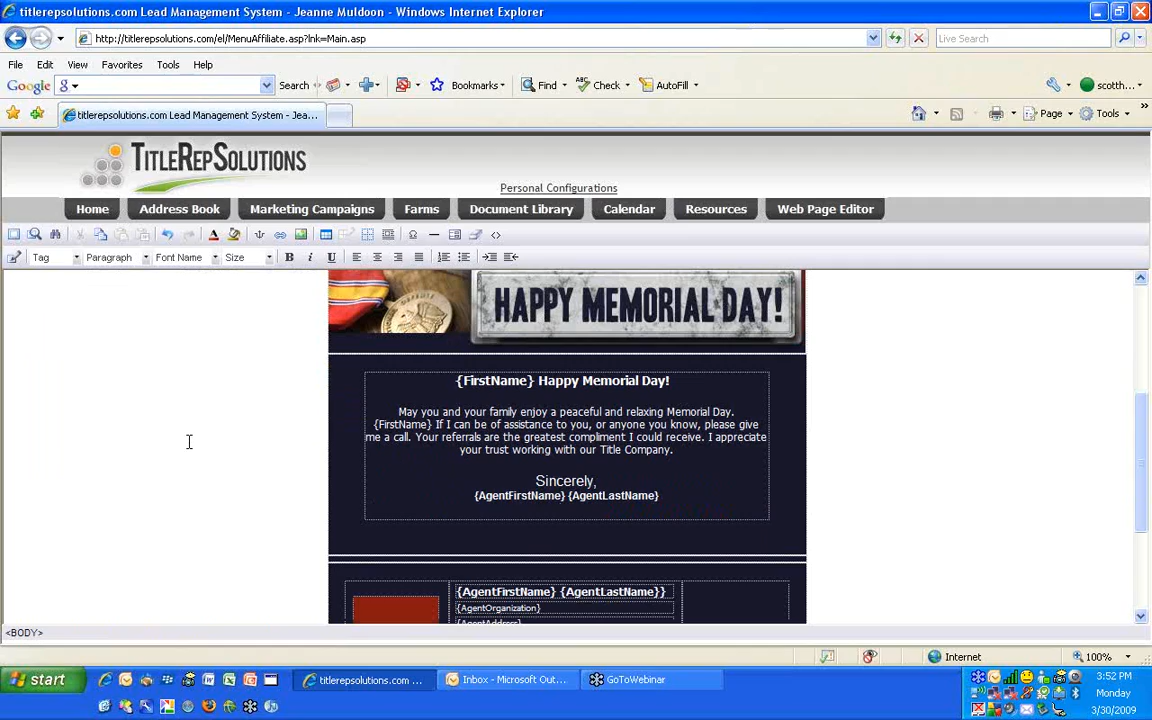 titlerepsolutions.com Lead Management System - Jeanne Muldoon - Windows Internet Explorer
http://titlerepsolutions.com/el/MenuAffiliate.asp?lnk=Main.asp
Live Search
File Edit View Favorites Tools Help
Google g Search Bookmarks Find Check AutoFill scotth...
titlerepsolutions.com Lead Management System - Jea... Page Tools
TITLEREPSOLUTIONS
Personal Configurations
Home Address Book Marketing Campaigns Farms Document Library Calendar Resources Web Page Editor
Tag Paragraph Font Name Size B i U
HAPPY MEMORIAL DAY!
{FirstName} Happy Memorial Day!
May you and your family enjoy a peaceful and relaxing Memorial Day.
{FirstName} If I can be of assistance to you, or anyone you know, please give
me a call. Your referrals are the greatest compliment I could receive. I appreciate
your trust working with our Title Company.
Sincerely,
{AgentFirstName} {AgentLastName}
{AgentFirstName} {AgentLastName}}
{AgentOrganization}
{AgentAddress}
<BODY>
Internet 100%
start titlerepsolutions.com ... Inbox - Microsoft Out... GoToWebinar 3:52 PM
Monday
3/30/2009